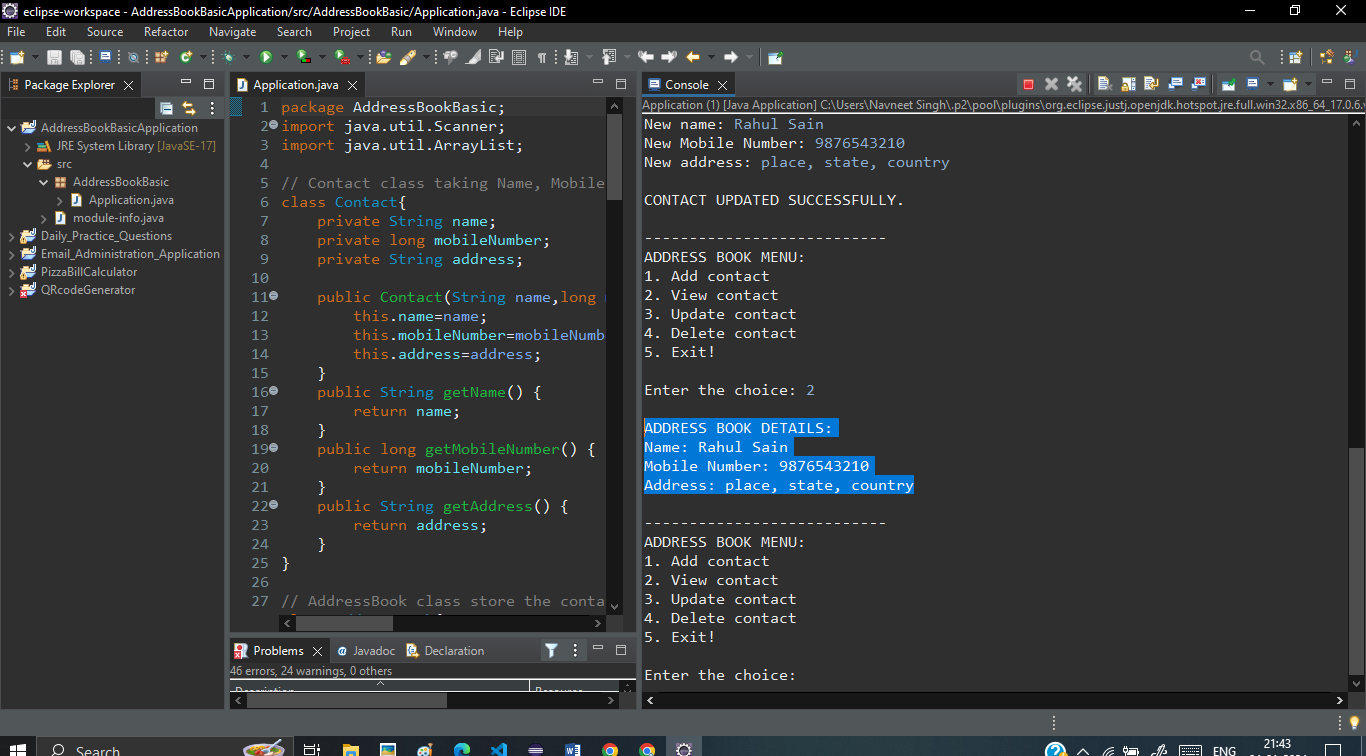 eclipse-workspace - AddressBookBasicApplication/src/AddressBookBasic/Application.java - Eclipse IDE
File Edit Source Refactor Navigate Search Project Run Window Help
Package Explorer
AddressBookBasicApplication
JRE System Library [JavaSE-17]
src
AddressBookBasic
Application.java
module-info.java
Daily_Practice_Questions
Email_Administration_Application
PizzaBillCalculator
QRcodeGenerator
Application.java
1 package AddressBookBasic;
2 import java.util.Scanner;
3 import java.util.ArrayList;
4
5 // Contact class taking Name, Mobile
6 class Contact{
7 private String name;
8 private long mobileNumber;
9 private String address;
10
11 public Contact(String name,long
12 this.name=name;
13 this.mobileNumber=mobileNumb
14 this.address=address;
15 }
16 public String getName() {
17 return name;
18 }
19 public long getMobileNumber() {
20 return mobileNumber;
21 }
22 public String getAddress() {
23 return address;
24 }
25 }
26
27 // AddressBook class store the conta
Problems Javadoc Declaration
46 errors, 24 warnings, 0 others
Description Resource
Console
Application (1) [Java Application] C:\Users\Navneet Singh\.p2\pool\plugins\org.eclipse.justj.openjdk.hotspot.jre.full.win32.x86_64_17.0.6.v
New name: Rahul Sain
New Mobile Number: 9876543210
New address: place, state, country
CONTACT UPDATED SUCCESSFULLY.
---------------------------
ADDRESS BOOK MENU:
1. Add contact
2. View contact
3. Update contact
4. Delete contact
5. Exit!
Enter the choice: 2
ADDRESS BOOK DETAILS:
Name: Rahul Sain
Mobile Number: 9876543210
Address: place, state, country
---------------------------
ADDRESS BOOK MENU:
1. Add contact
2. View contact
3. Update contact
4. Delete contact
5. Exit!
Enter the choice:
Search
ENG
21:43